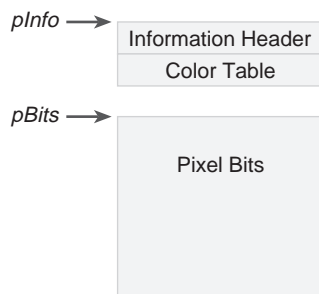 pInfo
Information Header
Color Table
pBits
Pixel Bits